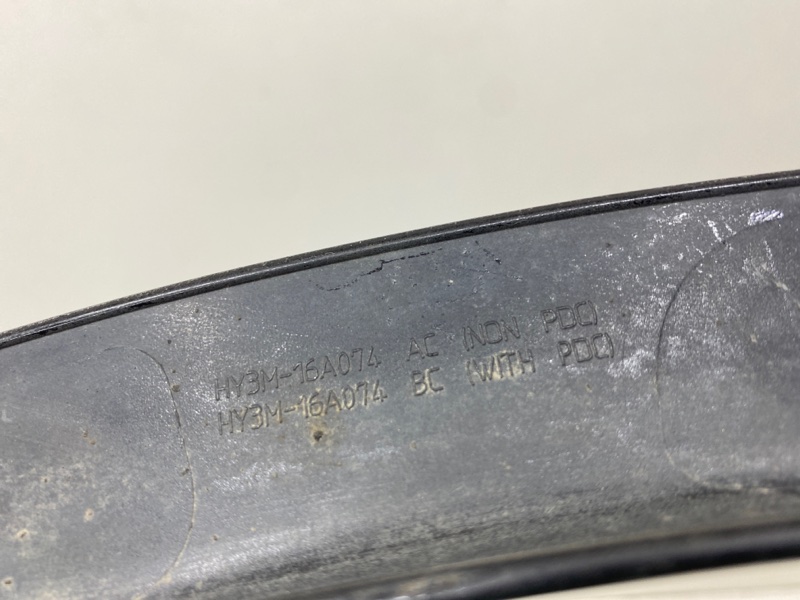 HY3M-16A074 AC (NON PDC)
HY3M-16A074 BC (WITH PDC)